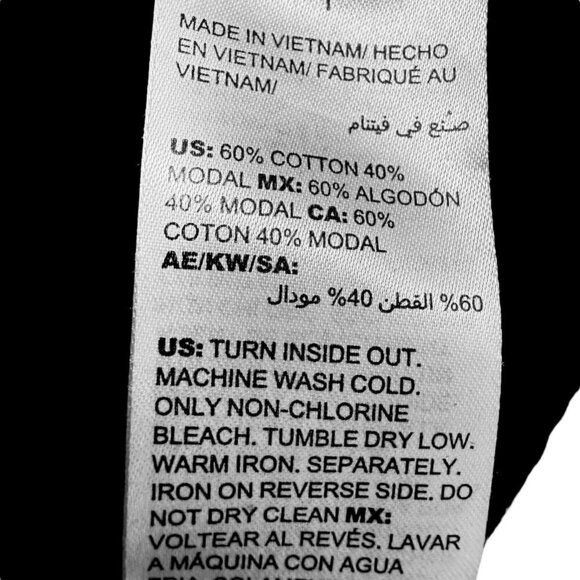 MADE IN VIETNAM/ HECHO
EN VIETNAM/ FABRIQUÉ AU
VIETNAM/
صنع في فيتنام
US: 60% COTTON 40%
MODAL MX: 60% ALGODÓN
40% MODAL CA: 60%
COTON 40% MODAL
AE/KW/SA:
60% القطن 40% مودال
US: TURN INSIDE OUT.
MACHINE WASH COLD.
ONLY NON-CHLORINE
BLEACH. TUMBLE DRY LOW.
WARM IRON. SEPARATELY.
IRON ON REVERSE SIDE. DO
NOT DRY CLEAN MX:
VOLTEAR AL REVÉS. LAVAR
A MÁQUINA CON AGUA